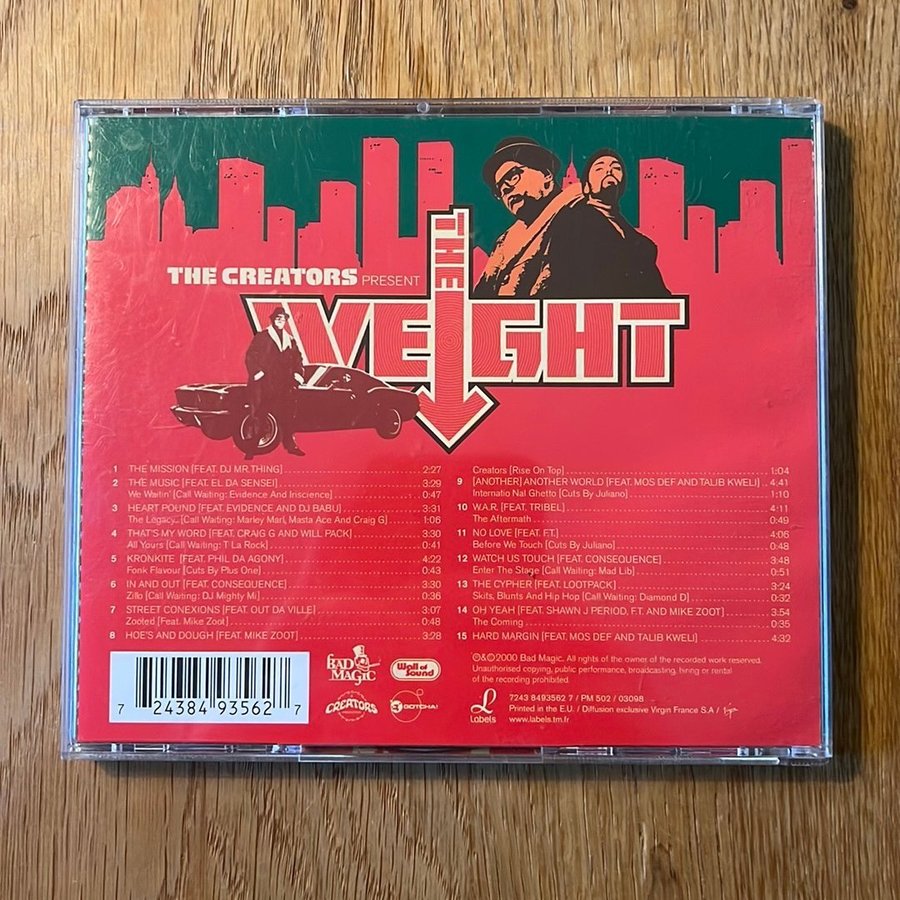 THE CREATORS PRESENT
THE
WEIGHT
1 THE MISSION [FEAT. DJ MR.THING] 2:27
2 THE MUSIC [FEAT. EL DA SENSEI] 3:29
We Waitin' [Call Waiting: Evidence And Iriscience] 0:47
3 HEART POUND [FEAT. EVIDENCE AND DJ BABU] 3:31
The Legacy.. [Call Waiting: Marley Marl, Masta Ace And Craig G] 1:06
4 THAT'S MY WORD [FEAT. CRAIG G AND WILL PACK] 3:30
All Yours [Call Waiting: T La Rock] 0:41
5 KRONKITE [FEAT. PHIL DA AGONY] 4:22
Fonk Flavour [Cuts By Plus One] 0:43
6 IN AND OUT [FEAT. CONSEQUENCE] 3:30
Zillo [Call Waiting: DJ Mighty Mi] 0:36
7 STREET CONEXIONS [FEAT. OUT DA VILLE] 3:07
Zooted [Feat. Mike Zoot] 0:48
8 HOE'S AND DOUGH [FEAT. MIKE ZOOT] 3:28
Creators [Rise On Top] 1:04
9 [ANOTHER] ANOTHER WORLD [FEAT. MOS DEF AND TALIB KWELI] 4:41
Internatio Nal Ghetto [Cuts By Juliano] 1:10
10 W.A.R. [FEAT. TRIBEL] 4:11
The Aftermath 0:49
11 NO LOVE [FEAT. F.T.] 4:06
Before We Touch [Cuts By Juliano] 0:48
12 WATCH US TOUCH [FEAT. CONSEQUENCE] 3:48
Enter The Stage [Call Waiting: Mad Lib] 0:51
13 THE CYPHER [FEAT. LOOTPACK] 3:24
Skits, Blunts And Hip Hop [Call Waiting: Diamond D] 0:32
14 OH YEAH [FEAT. SHAWN J PERIOD, F.T. AND MIKE ZOOT] 3:54
The Coming 0:35
15 HARD MARGIN [FEAT. MOS DEF AND TALIB KWELI] 4:32
7 24384 93562 7
BAD MAGIC
Wall of Sound
CREATORS
GOTCHA!
℗&©2000 Bad Magic. All rights of the owner of the recorded work reserved.
Unauthorised copying, public performance, broadcasting, hiring or rental
of the recording prohibited.
L
Labels
7243 8493562 7 / PM 502 / 03098
Printed in the E.U. / Diffusion exclusive Virgin France S.A / Virgin
www.labels.tm.fr